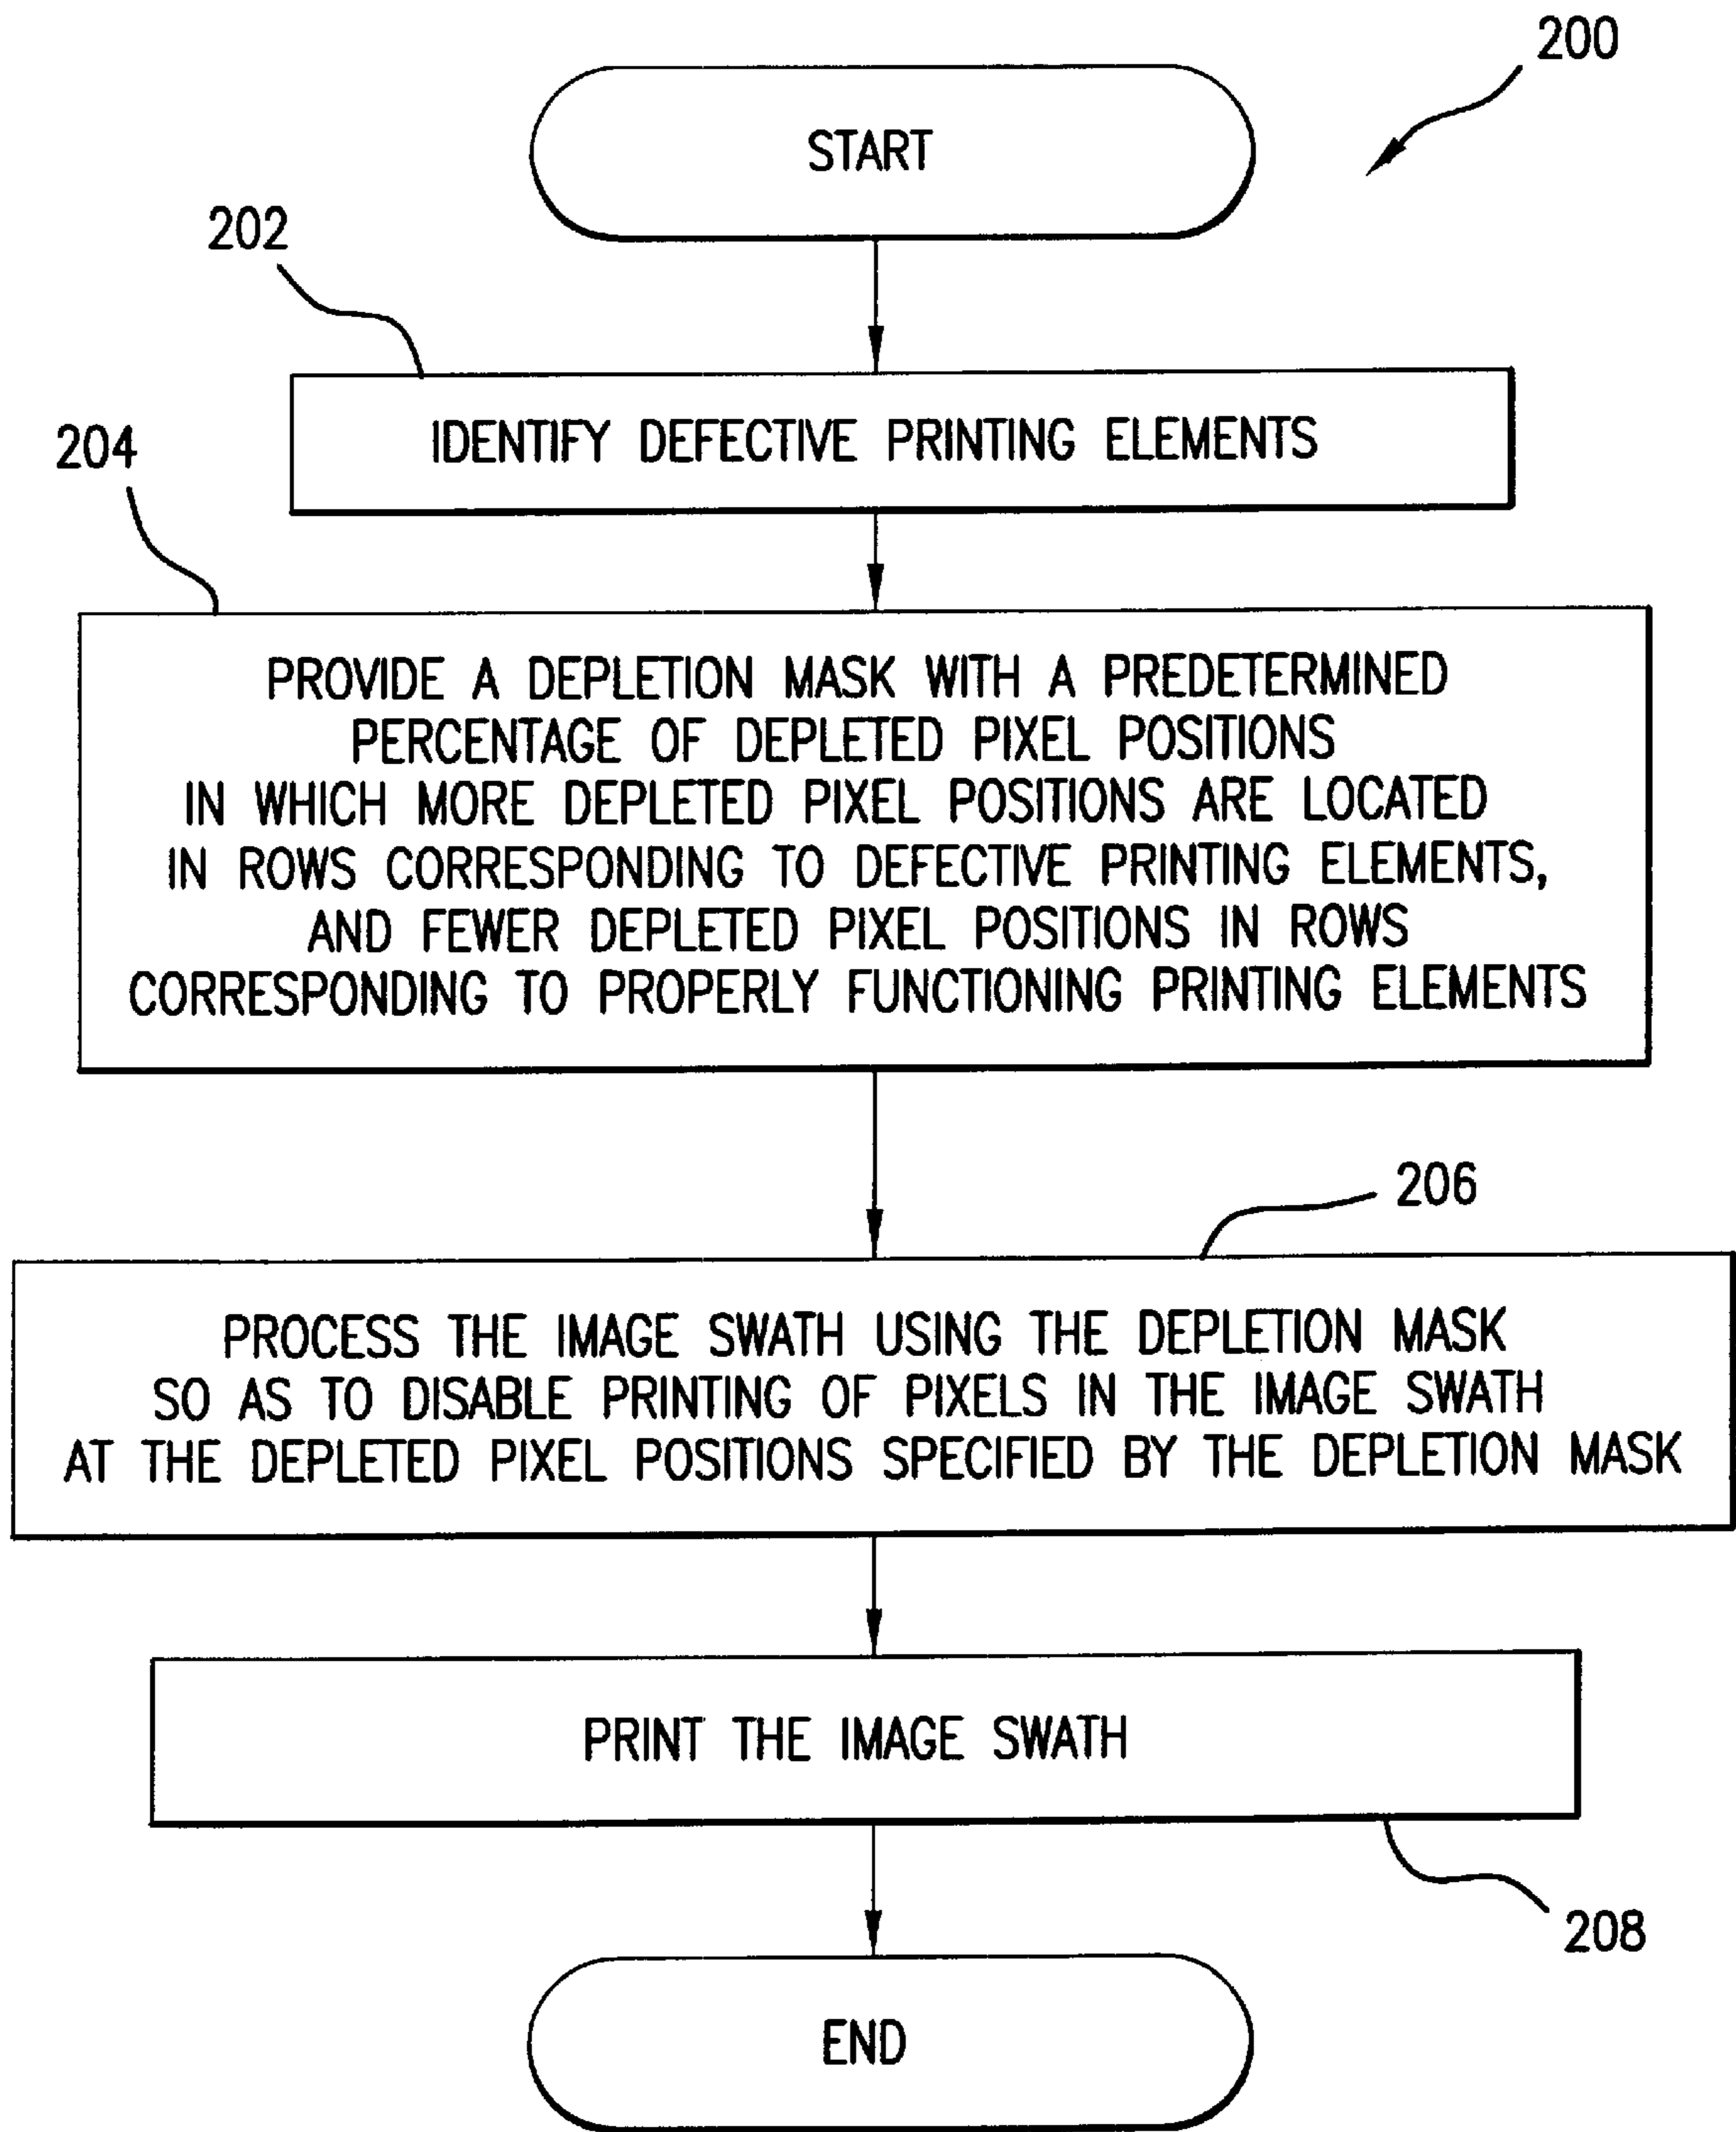 200
START
202
IDENTIFY DEFECTIVE PRINTING ELEMENTS
204
PROVIDE A DEPLETION MASK WITH A PREDETERMINED
PERCENTAGE OF DEPLETED PIXEL POSITIONS
IN WHICH MORE DEPLETED PIXEL POSITIONS ARE LOCATED
IN ROWS CORRESPONDING TO DEFECTIVE PRINTING ELEMENTS,
AND FEWER DEPLETED PIXEL POSITIONS IN ROWS
CORRESPONDING TO PROPERLY FUNCTIONING PRINTING ELEMENTS
206
PROCESS THE IMAGE SWATH USING THE DEPLETION MASK
SO AS TO DISABLE PRINTING OF PIXELS IN THE IMAGE SWATH
AT THE DEPLETED PIXEL POSITIONS SPECIFIED BY THE DEPLETION MASK
PRINT THE IMAGE SWATH
208
END